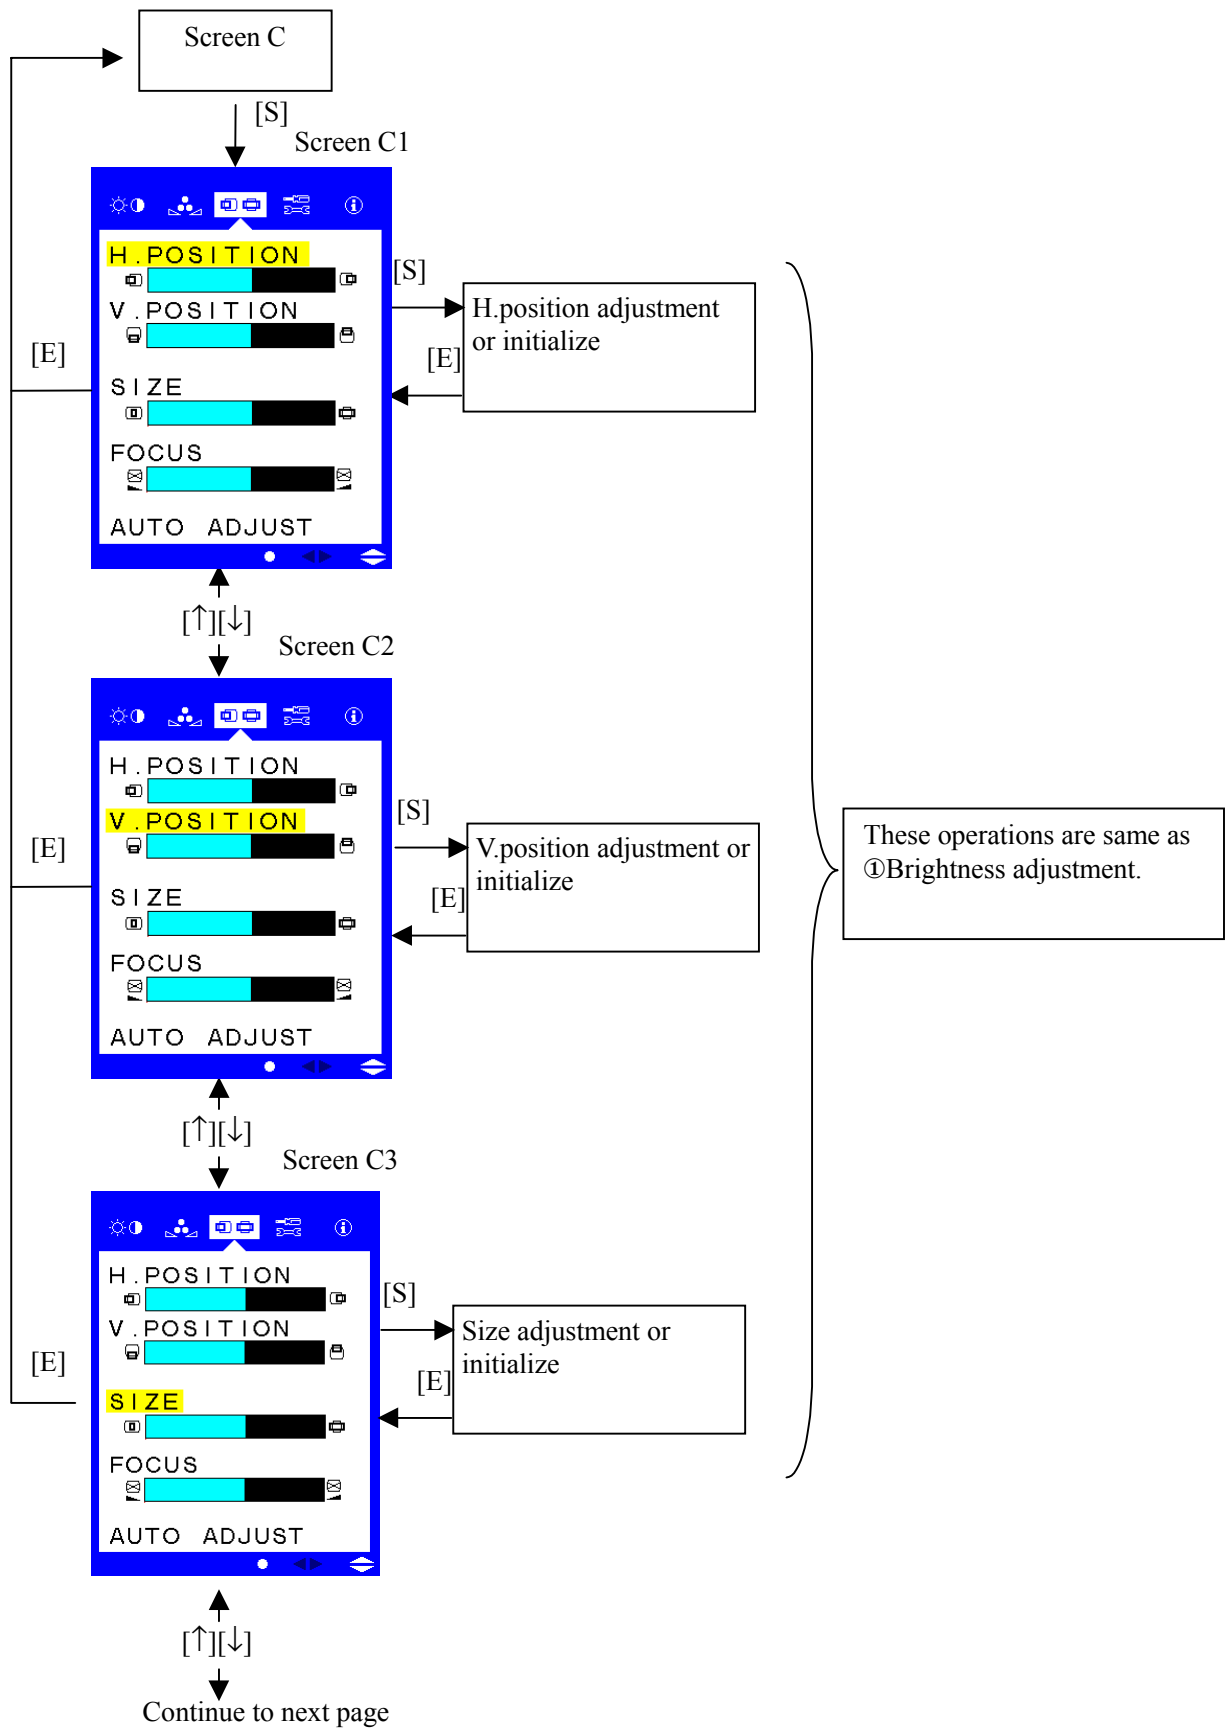 Screen C
[S]
Screen C1
H.POSITION
V.POSITION
SIZE
FOCUS
AUTO ADJUST
[S]
[E]
H.position adjustment
or initialize
[E]
[↑][↓]
Screen C2
H.POSITION
V.POSITION
SIZE
FOCUS
AUTO ADJUST
[S]
[E]
V.position adjustment or
initialize
[E]
These operations are same as
①Brightness adjustment.
[↑][↓]
Screen C3
H.POSITION
V.POSITION
SIZE
FOCUS
AUTO ADJUST
[S]
[E]
Size adjustment or
initialize
[E]
[↑][↓]
Continue to next page